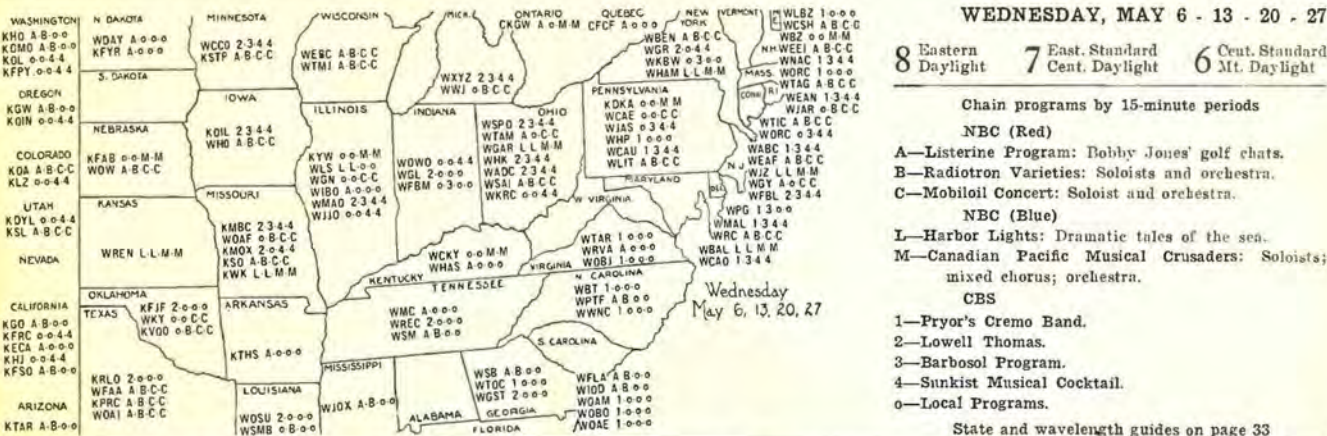 WASHINGTON
KHQ A-B-o-o
KOMO A-B-o-o
KOL o-o-4-4
KFPY o-o-4-4
OREGON
KGW A-B-o-o
KOIN o-o-4-4
COLORADO
KOA A-B-C-C
KLZ o-o-4-4
UTAH
KDYL o-o-4-4
KSL A-B-C-C
NEVADA
CALIFORNIA
KGO A-B-o-o
KFRC o-o-4-4
KECA A-o-o-o
KHJ o-o-4-4
KFSO A-B-o-o
ARIZONA
KTAR A-B-o-o
N DAKOTA
WDAY A-o-o-o
KFYR A-o-o-o
S. DAKOTA
NEBRASKA
KFAB o-o-M-M
WOW A-B-C-C
KANSAS
WREN L-L-M-M
OKLAHOMA
KFJF 2-o-o-o
WKY o-o-C-C
KVOO o-B-C-C
TEXAS
KRLO 2-o-o-o
WFAA A-B-C-C
KPRC A-B-C-C
WOAI A-B-C-C
MINNESOTA
WCCO 2-3-4-4
KSTP A-B-C-C
IOWA
KOIL 2-3-4-4
WHO A-B-C-C
MISSOURI
KMBC 2-3-4-4
WOAF o-B-C-C
KMOX 2-o-4-4
KSO A-B-C-C
KWK L-L-M-M
ARKANSAS
KTHS A-o-o-o
LOUISIANA
WOSU 2-o-o-o
WSMB o-B-o-o
WISCONSIN
WEBC A-B-C-C
WTMJ A-B-C-C
ILLINOIS
KYW o-o-M-M
WLS L-L-o-o
WGN o-o-C-C
WIBO A-o-o-o
WMAQ 2-3-4-4
WJJO o-o-4-4
MICH.
WXYZ 2 3 4 4
WWJ o B-C-C
INDIANA
WOWO o-o-4-4
WGL 2-o-o-o
WFBM o-3-o-o
OHIO
WSPD 2-3-4-4
WTAM A-o-C-C
WGAR L L M-M
WHK 2 3 4 4
WADC 2 3 4 4
WSAI A-B-C-C
WKRC o-o-4-4
KENTUCKY
WCKY o-o-M-M
WHAS A-o-o-o
TENNESSEE
WMC A-o-o-o
WREC 2-o-o-o
WSM A-B-o-o
MISSISSIPPI
WJDX A-B-o-o
ALABAMA
GEORGIA
WSB A-B-o-o
WTOC 1 o-o-o
WGST 2-o-o-o
FLORIDA
WFLA A B o o
WIOD A B o o
WQAM 1-o-o-o
WDBO 1-o-o-o
WDAE 1-o-o-o
S. CAROLINA
N. CAROLINA
WBT 1-o-o-o
WPTF A B o o
WWNC 1 o-o-o
VIRGINIA
WTAR 1 o o o
WRVA A o-o-o
WDBJ 1-o-o-o
W VIRGINIA
MARYLAND
DEL
N J
ONTARIO
CKGW A o-M-M
QUEBEC
CFCF A o o o
NEW YORK
WBEN A B C C
WGR 2-o-4-4
WKBW o 3 o o
WHAM L-L-M-M
PENNSYLVANIA
KDKA o-o-M M
WCAE o-o-C C
WJAS o 3 4 4
WHP 1 o o o
WCAU 1 3 4 4
WLIT A B C C
VERMONT
NH
MASS.
CONN
R I
WLBZ 1 o o o
WCSH A B C C
WBZ o o M M
WEEI A B-C-C
WNAC 1 3 4 4
WORC 1 o o o
WTAG A B C C
WEAN 1-3-4-4
WJAR o B C C
WTIC A B C C
WDRC o 3 4 4
WABC 1-3-4-4
WEAF A B C C
WJZ L L M-M
WGY A o C C
WFBL 2 3 4 4
WPG 1 3 o o
WMAL 1-3-4-4
WRC A B C C
WBAL L L M M
WCAO 1 3 4 4
Wednesday
May 6, 13, 20, 27
WEDNESDAY, MAY 6 - 13 - 20 - 27
8 Eastern Daylight 7 East. Standard Cent. Daylight 6 Cent. Standard Mt. Daylight
Chain programs by 15-minute periods
NBC (Red)
A—Listerine Program: Bobby Jones' golf chats.
B—Radiotron Varieties: Soloists and orchestra.
C—Mobiloil Concert: Soloist and orchestra.
NBC (Blue)
L—Harbor Lights: Dramatic tales of the sea.
M—Canadian Pacific Musical Crusaders: Soloists;
mixed chorus; orchestra.
CBS
1—Pryor's Cremo Band.
2—Lowell Thomas.
3—Barbosol Program.
4—Sunkist Musical Cocktail.
o—Local Programs.
State and wavelength guides on page 33